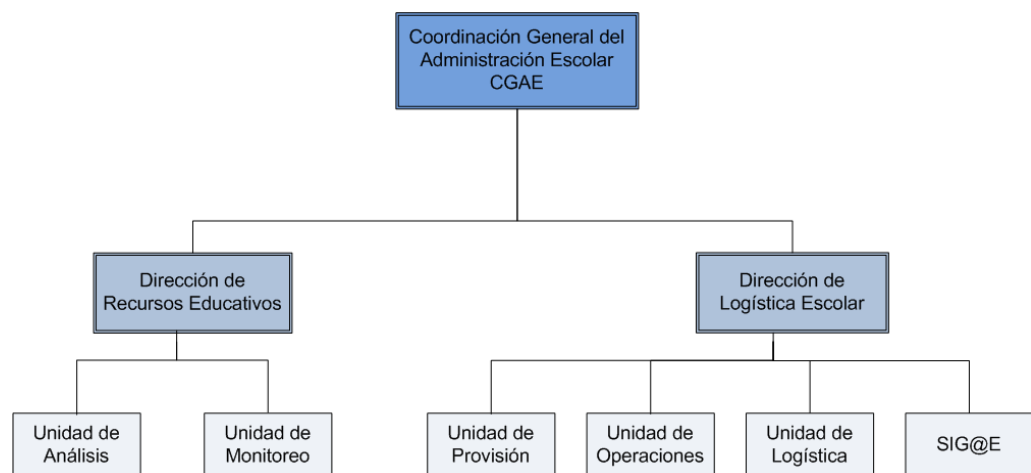 Coordinación General del
Administración Escolar
CGAE
Dirección de
Recursos Educativos
Dirección de
Logística Escolar
Unidad de
Análisis
Unidad de
Monitoreo
Unidad de
Provisión
Unidad de
Operaciones
Unidad de
Logística
SIG@E